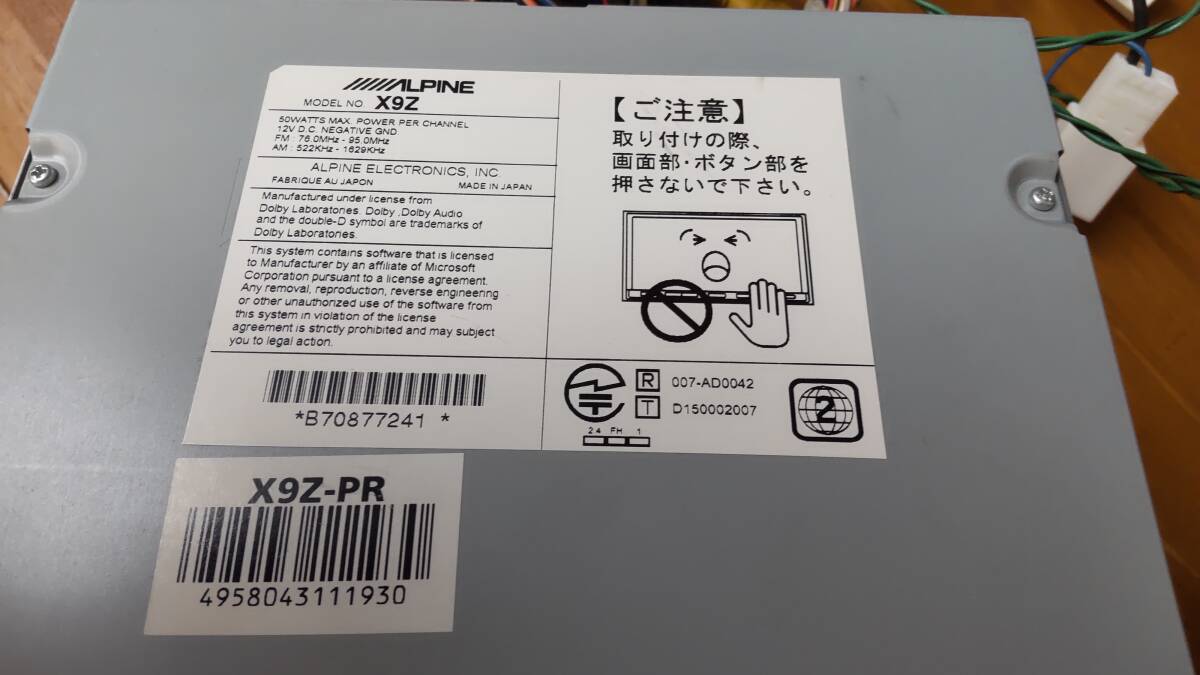 ALPINE
MODEL NO. X9Z
50WATTS MAX. POWER PER CHANNEL
12V D.C. NEGATIVE GND
FM : 76.0MHz - 95.0MHz
AM : 522KHz - 1629KHz
ALPINE ELECTRONICS, INC.
FABRIQUE AU JAPON MADE IN JAPAN
Manufactured under license from
Dolby Laboratories. Dolby ,Dolby Audio
and the double-D symbol are trademarks of
Dolby Laboratories.
This system contains software that is licensed
to Manufacturer by an affiliate of Microsoft
Corporation pursuant to a license agreement.
Any removal, reproduction, reverse engineering
or other unauthorized use of the software from
this system in violation of the license
agreement is strictly prohibited and may subject
you to legal action.
*B70877241 *
【ご注意】
取り付けの際、
画面部・ボタン部を
押さないで下さい。
R 007-AD0042
T D150002007
2.4 FH 1
2
X9Z-PR
4958043111930